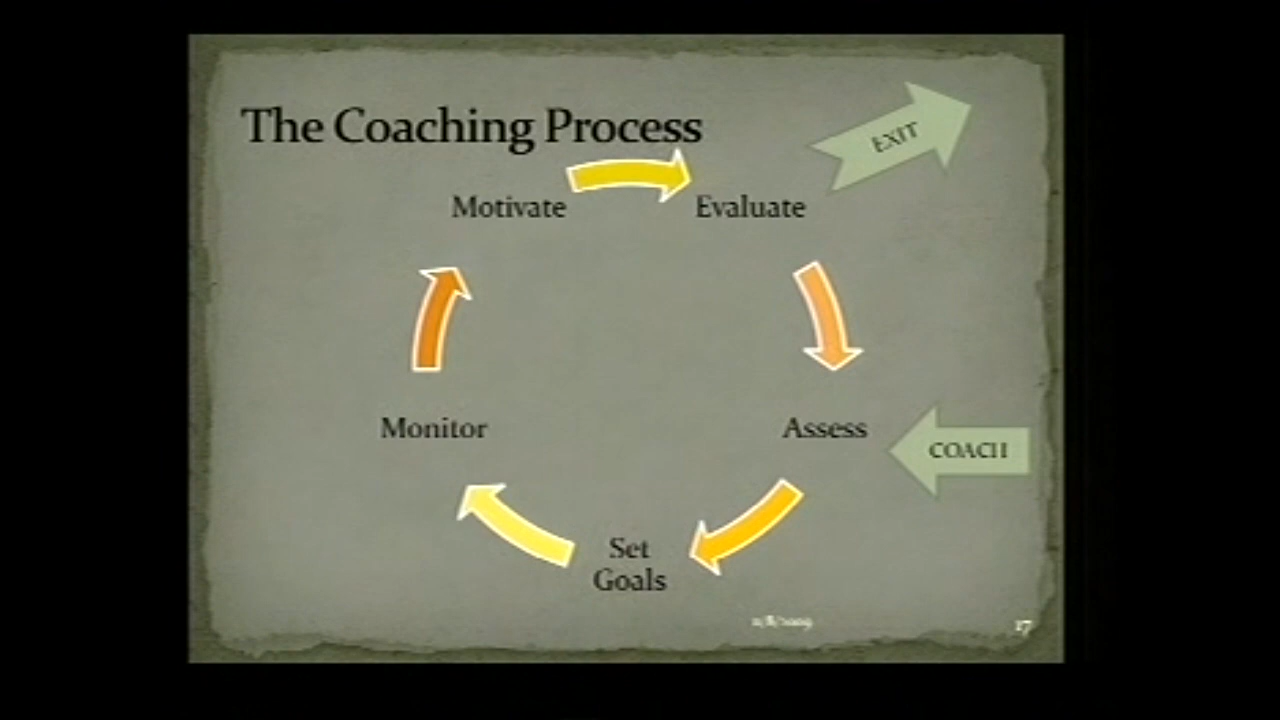 The Coaching Process
EXIT
Motivate
Evaluate
Monitor
Assess
COACH
Set
Goals
17